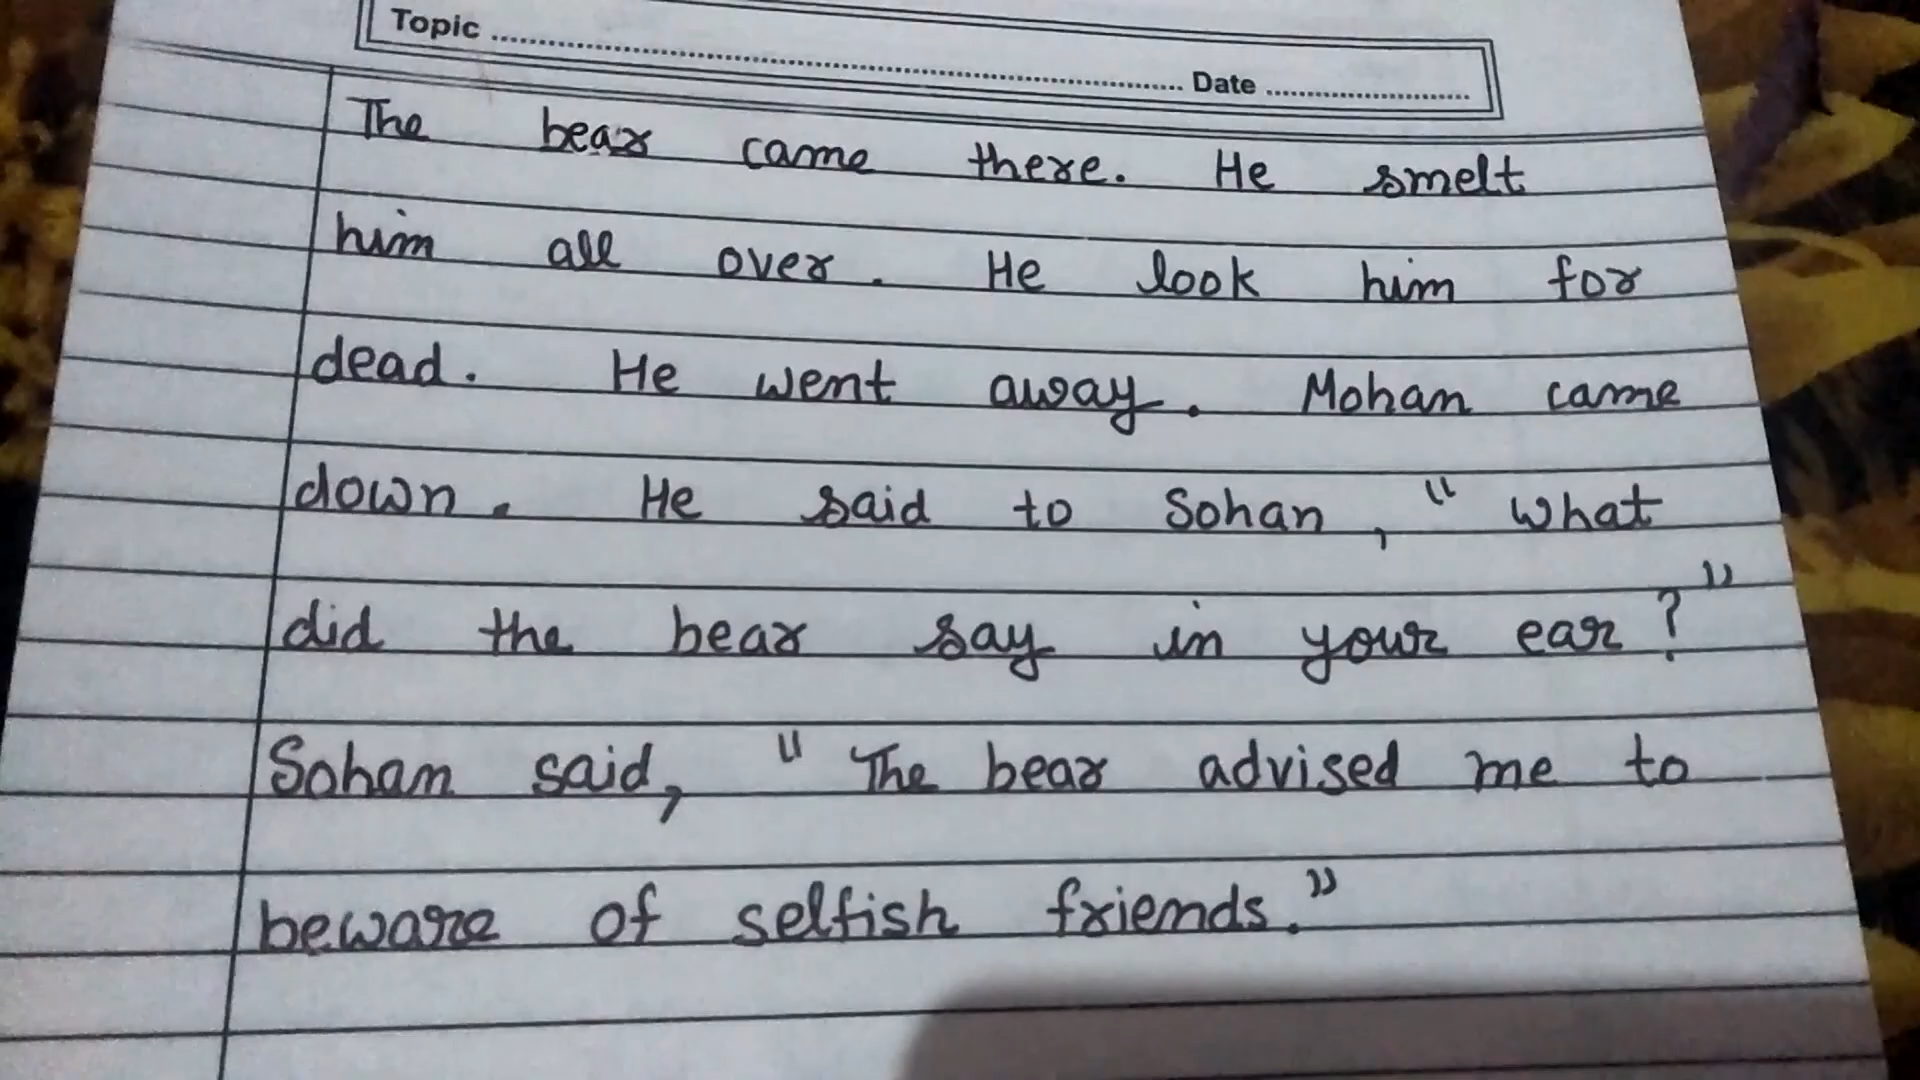 Topic ........................ Date ................
The bear came there. He smelt
him all over. He look him for
dead. He went away. Mohan came
down. He said to Sohan, "What
did the bear say in your ear?"
Sohan said, "The bear advised me to
beware of selfish friends."